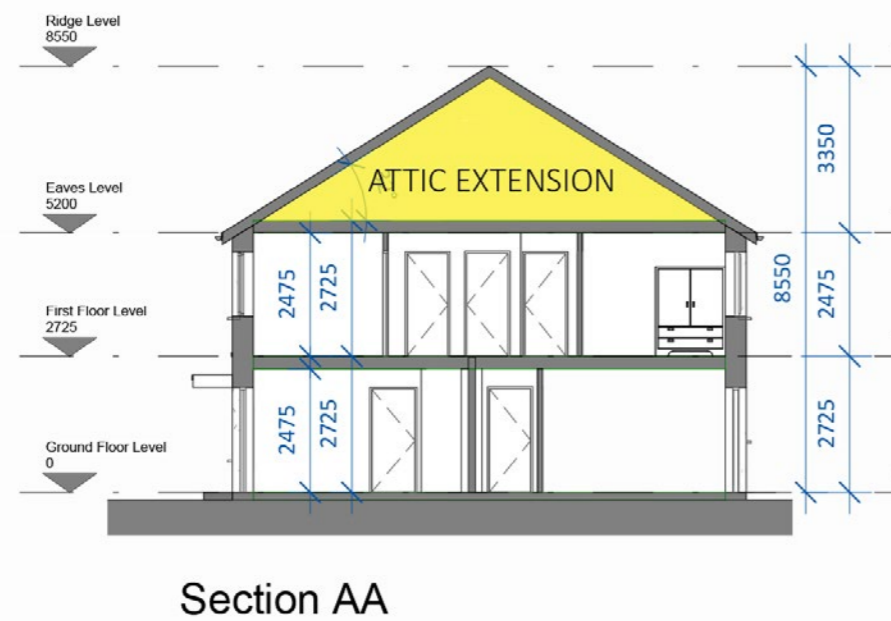 Ridge Level
8550
3350
ATTIC EXTENSION
Eaves Level
5200
2475
2725
8550
2475
First Floor Level
2725
2475
2725
2725
Ground Floor Level
0
Section AA